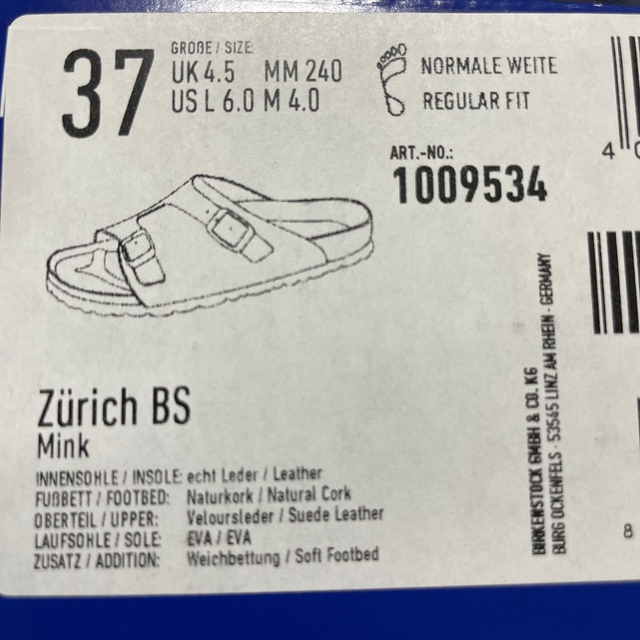 37
GRÖßE / SIZE:
UK 4.5 MM 240
US L 6.0 M 4.0
NORMALE WEITE
REGULAR FIT
ART.-NO.:
1009534
4 0
Zürich BS
Mink
INNENSOHLE / INSOLE: echt Leder / Leather
FUßBETT / FOOTBED: Naturkork / Natural Cork
OBERTEIL / UPPER: Veloursleder / Suede Leather
LAUFSOHLE / SOLE: EVA / EVA
ZUSATZ / ADDITION: Weichbettung / Soft Footbed
BIRKENSTOCK GMBH & CO. KG
BURG OCKENFELS - 53545 LINZ AM RHEIN - GERMANY
8